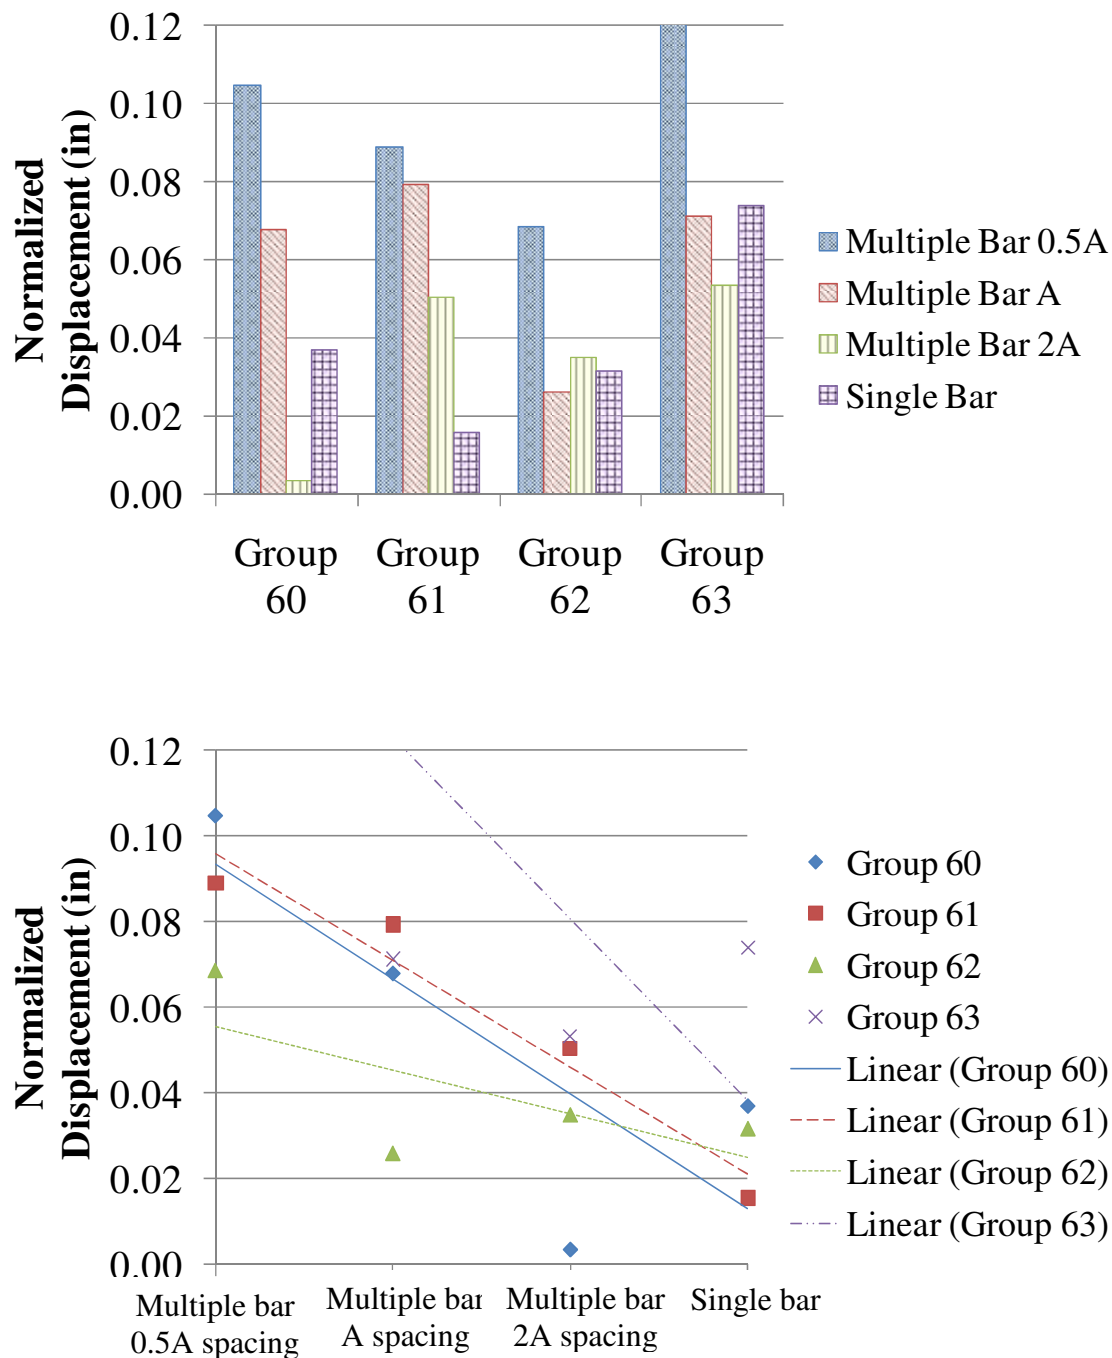 0.12
0.10
0.08
0.06
0.04
0.02
0.00
Normalized
Displacement (in)
Group
60
Group
61
Group
62
Group
63
Multiple Bar 0.5A
Multiple Bar A
Multiple Bar 2A
Single Bar
0.12
0.10
0.08
0.06
0.04
0.02
0.00
Normalized
Displacement (in)
Multiple bar
0.5A spacing
Multiple bar
A spacing
Multiple bar
2A spacing
Single bar
Group 60
Group 61
Group 62
Group 63
Linear (Group 60)
Linear (Group 61)
Linear (Group 62)
Linear (Group 63)